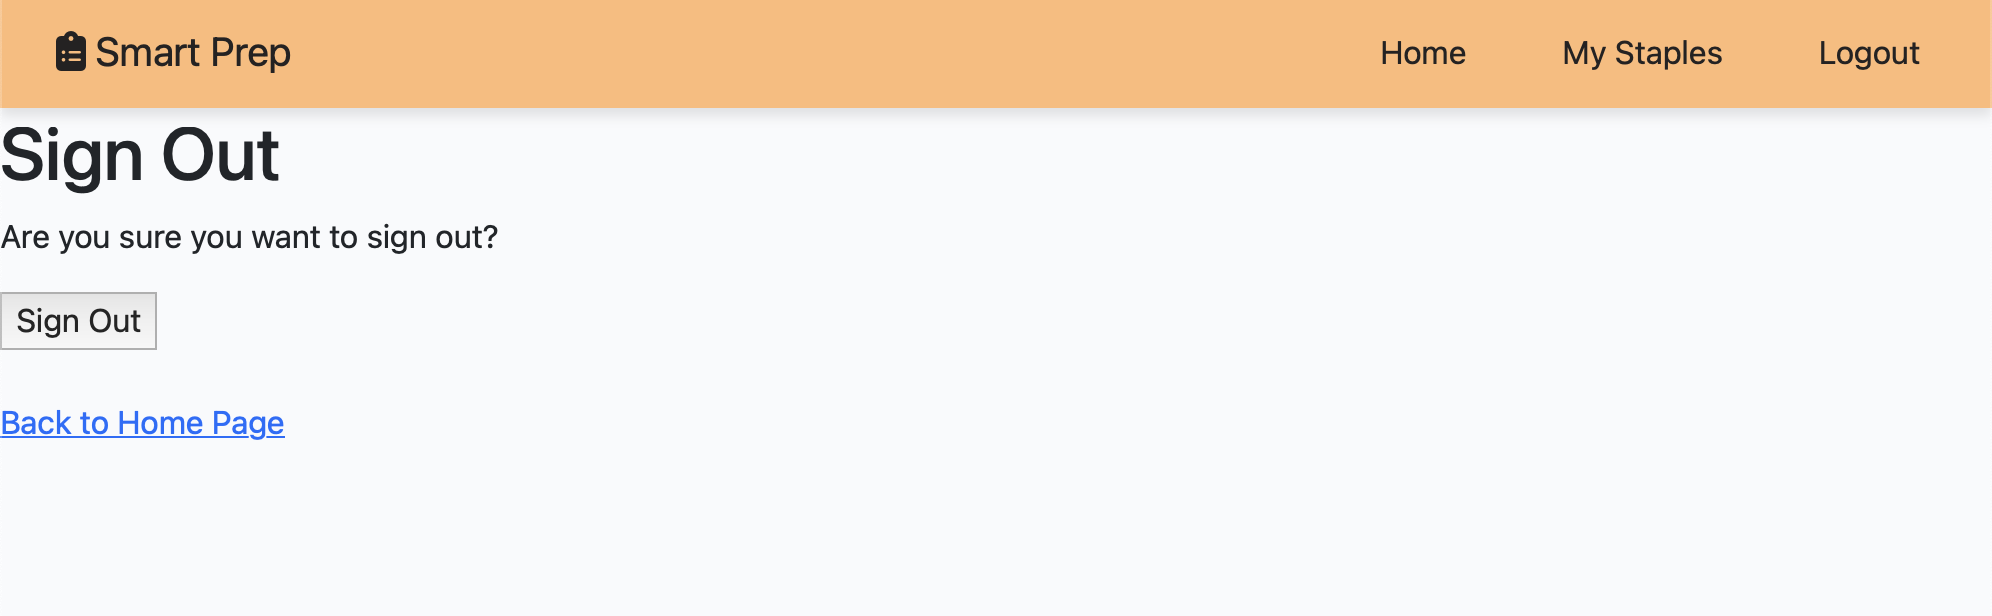 Smart Prep Home My Staples Logout
Sign Out
Are you sure you want to sign out?
Sign Out
Back to Home Page